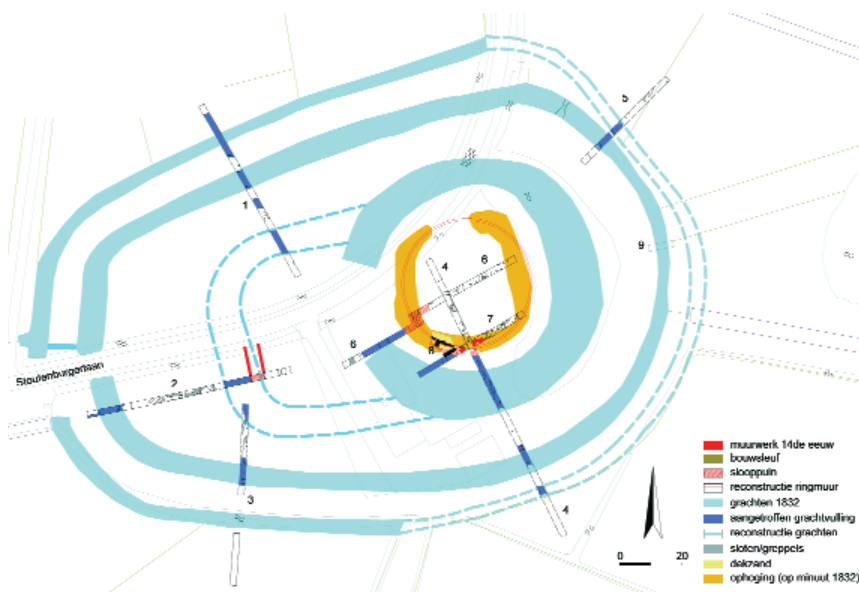 5
1
9
4
6
7
6
8
Stoutenburgerlaan
2
3
4
muurwerk 14de eeuw
bouwsleuf
slooppuin
reconstructie ringmuur
grachten 1832
aangetroffen grachtvulling
reconstructie grachten
sloten/greppels
dekzand
ophoging (op minuut 1832)
0 20